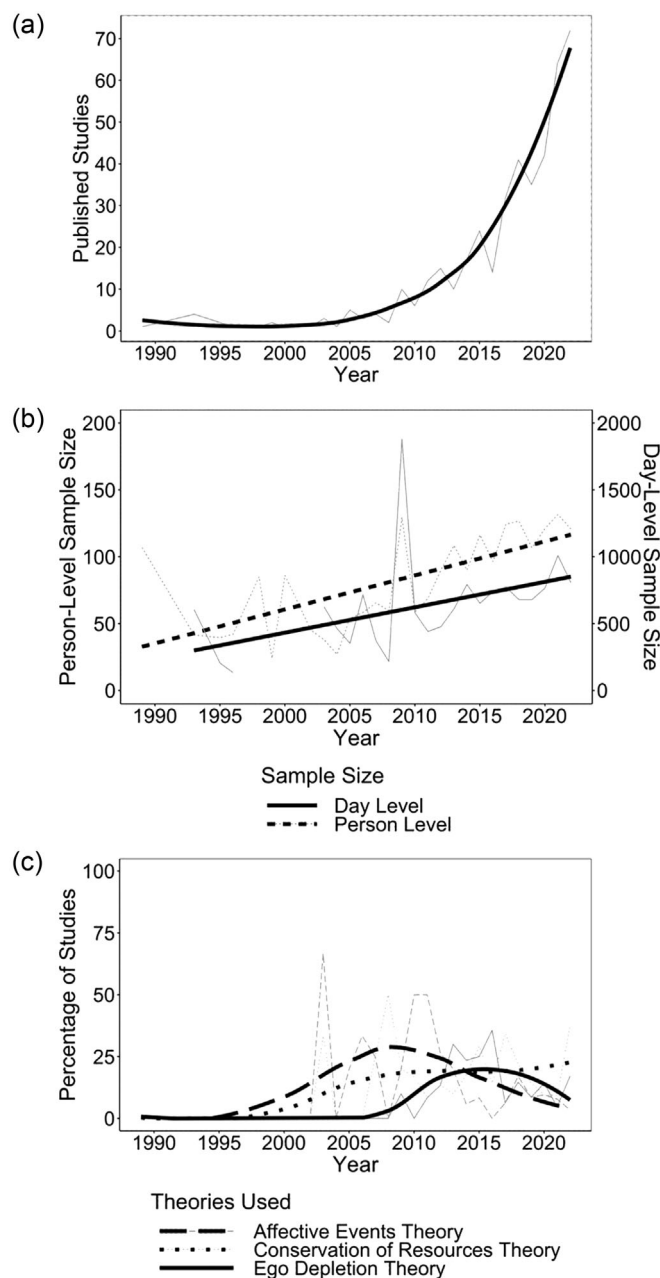 (a)
Published Studies
70
60
50
40
30
20
10
0
1990 1995 2000 2005 2010 2015 2020
Year
(b)
Person-Level Sample Size
200
150
100
50
0
Day-Level Sample Size
2000
1500
1000
500
0
1990 1995 2000 2005 2010 2015 2020
Year
Sample Size
Day Level
Person Level
(c)
Percentage of Studies
100
75
50
25
0
1990 1995 2000 2005 2010 2015 2020
Year
Theories Used
Affective Events Theory
Conservation of Resources Theory
Ego Depletion Theory